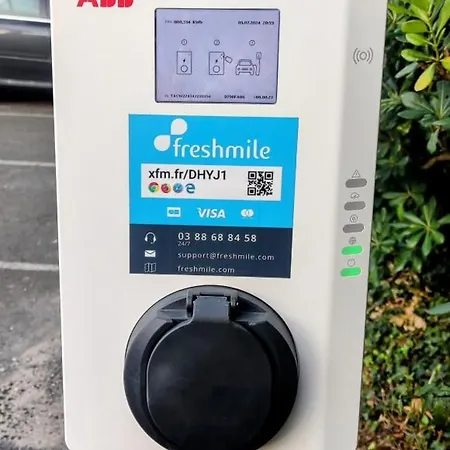 ABB
freshmile
xfm.fr/DHYJ1
VISA
03 88 68 84 58
24/7
support@freshmile.com
freshmile.com